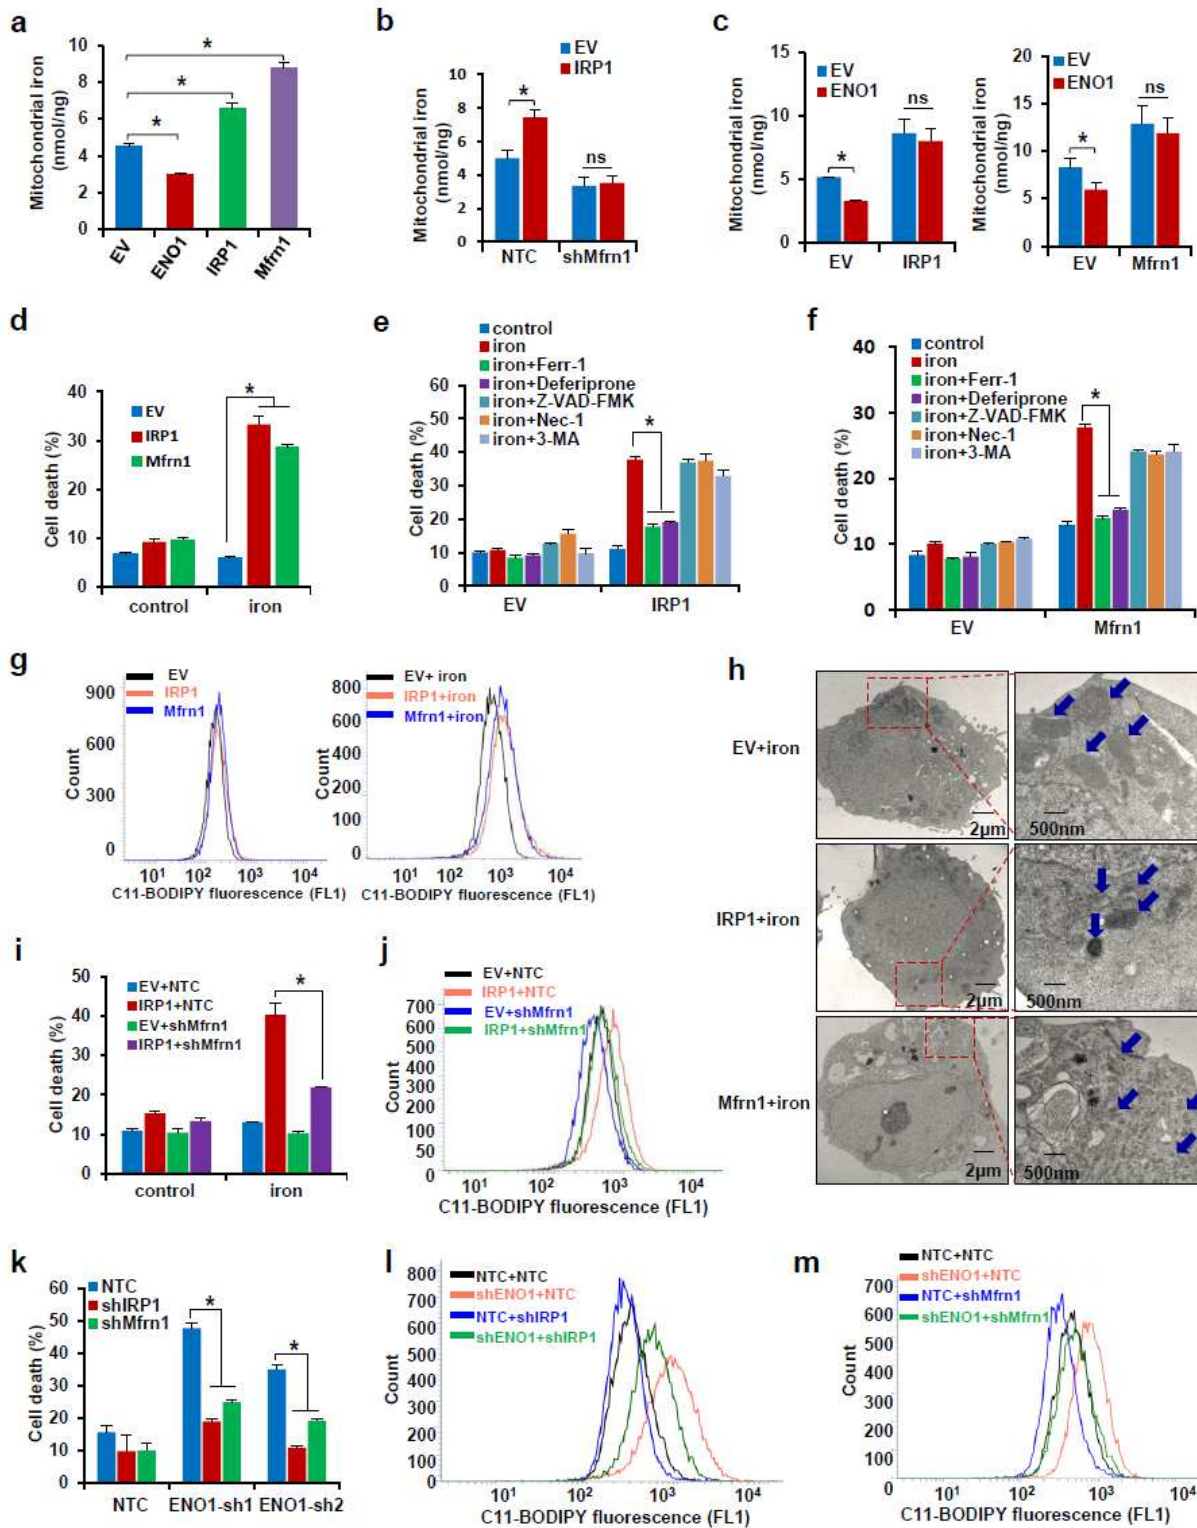 a
Mitochondrial iron
(nmol/ng)
10
8
6
4
2
0
*
*
*
EV
ENO1
IRP1
Mfrn1
b
EV
IRP1
Mitochondrial iron
(nmol/ng)
10
8
6
4
2
0
*
ns
NTC
shMfrn1
c
EV
ENO1
Mitochondrial iron
(nmol/ng)
15
10
5
0
*
ns
EV
IRP1
EV
ENO1
Mitochondrial iron
(nmol/ng)
20
15
10
5
0
*
ns
EV
Mfrn1
d
EV
IRP1
Mfrn1
Cell death (%)
40
30
20
10
0
*
control
iron
e
control
iron
iron+Ferr-1
iron+Deferiprone
iron+Z-VAD-FMK
iron+Nec-1
iron+3-MA
Cell death (%)
60
50
40
30
20
10
0
*
EV
IRP1
f
control
iron
iron+Ferr-1
iron+Deferiprone
iron+Z-VAD-FMK
iron+Nec-1
iron+3-MA
Cell death (%)
40
30
20
10
0
*
EV
Mfrn1
g
EV
IRP1
Mfrn1
Count
900
600
300
0
101 102 103 104
C11-BODIPY fluorescence (FL1)
EV+ iron
IRP1+iron
Mfrn1+iron
Count
800
600
400
200
100
0
101 102 103 104
C11-BODIPY fluorescence (FL1)
h
EV+iron
2μm
500nm
IRP1+iron
2μm
500nm
Mfrn1+iron
2μm
500nm
i
EV+NTC
IRP1+NTC
EV+shMfrn1
IRP1+shMfrn1
Cell death (%)
50
40
30
20
10
0
*
control
iron
j
EV+NTC
IRP1+NTC
EV+shMfrn1
IRP1+shMfrn1
Count
700
600
500
400
300
200
100
50
0
101 102 103 104
C11-BODIPY fluorescence (FL1)
k
NTC
shIRP1
shMfrn1
Cell death (%)
60
50
40
30
20
10
0
*
*
NTC
ENO1-sh1
ENO1-sh2
l
NTC+NTC
shENO1+NTC
NTC+shIRP1
shENO1+shIRP1
Count
800
700
600
500
400
300
200
100
0
101 102 103 104
C11-BODIPY fluorescence (FL1)
m
NTC+NTC
shENO1+NTC
NTC+shMfrn1
shENO1+shMfrn1
Count
700
600
500
400
300
200
100
0
0 101 102 103 104
C11-BODIPY fluorescence (FL1)